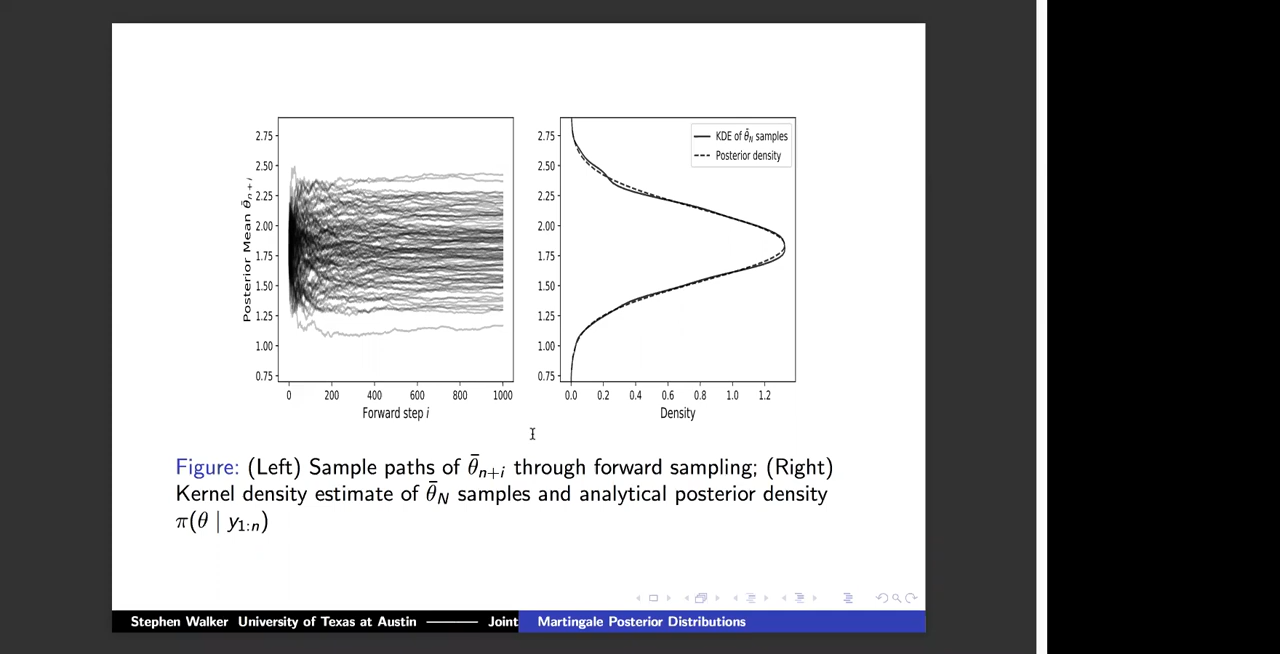 2.75
2.50
2.25
2.00
1.75
1.50
1.25
1.00
0.75
Posterior Mean θ̄ₙ₊ᵢ
0 200 400 600 800 1000
Forward step i
2.75
2.50
2.25
2.00
1.75
1.50
1.25
1.00
0.75
KDE of θ̄_N samples
Posterior density
0.0 0.2 0.4 0.6 0.8 1.0 1.2
Density
Figure: (Left) Sample paths of θ̄ₙ₊ᵢ through forward sampling; (Right)
Kernel density estimate of θ̄_N samples and analytical posterior density
π(θ | y₁:ₙ)
Stephen Walker University of Texas at Austin —— Joint Martingale Posterior Distributions